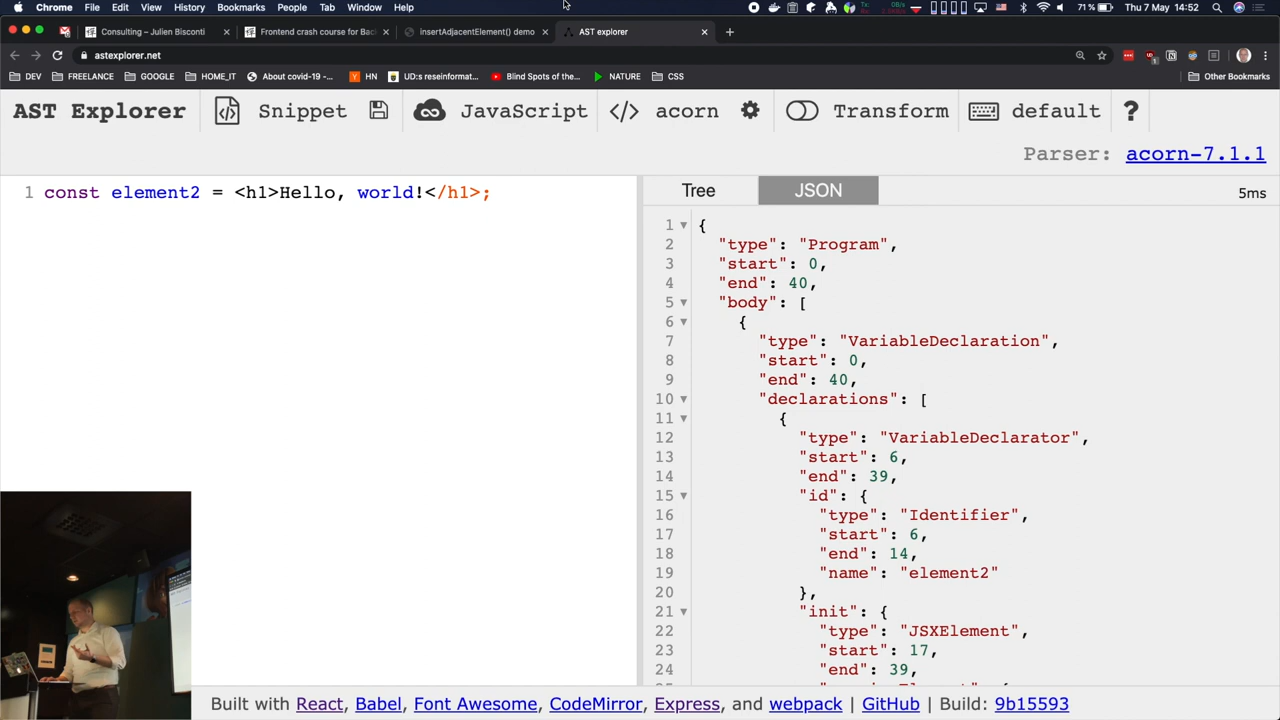 Chrome File Edit View History Bookmarks People Tab Window Help 71% Thu 7 May 14:52
Consulting – Julien Bisconti Frontend crash course for Bac insertAdjacentElement() demo AST explorer
astexplorer.net
DEV FREELANCE GOOGLE HOME_IT About covid-19 -... HN UD:s reseinformat... Blind Spots of the... NATURE CSS Other Bookmarks
AST Explorer Snippet JavaScript </> acorn Transform default ?
Parser: acorn-7.1.1
Tree JSON 5ms
1 const element2 = <h1>Hello, world!</h1>;
1 {
2 "type": "Program",
3 "start": 0,
4 "end": 40,
5 "body": [
6 {
7 "type": "VariableDeclaration",
8 "start": 0,
9 "end": 40,
10 "declarations": [
11 {
12 "type": "VariableDeclarator",
13 "start": 6,
14 "end": 39,
15 "id": {
16 "type": "Identifier",
17 "start": 6,
18 "end": 14,
19 "name": "element2"
20 },
21 "init": {
22 "type": "JSXElement",
23 "start": 17,
24 "end": 39,
Built with React, Babel, Font Awesome, CodeMirror, Express, and webpack | GitHub | Build: 9b15593